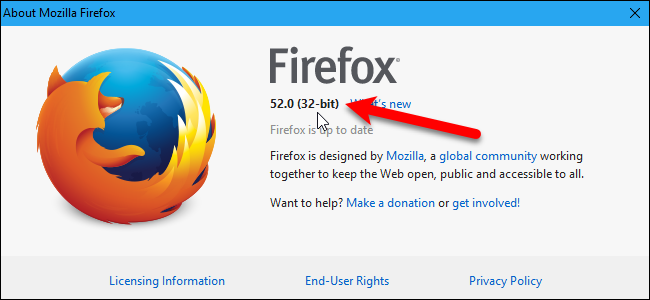 About Mozilla Firefox
Firefox®
52.0 (32-bit) What's new
Firefox is up to date
Firefox is designed by Mozilla, a global community working
together to keep the Web open, public and accessible to all.
Want to help? Make a donation or get involved!
Licensing Information End-User Rights Privacy Policy